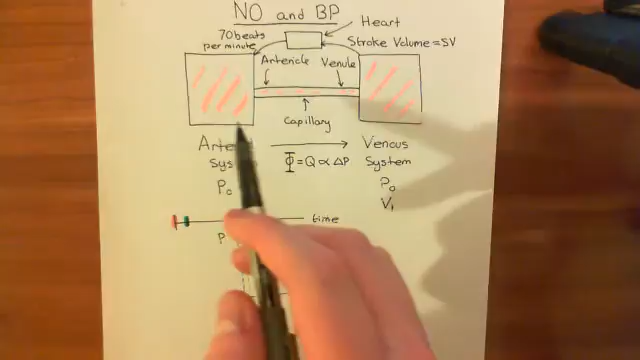 NO and BP
Heart
70 beats
per minute
Stroke Volume = SV
Arteriole
Venule
Capillary
Venous
System
Φ = Q ∝ ΔP
P₀
P₀
V₁
time
P